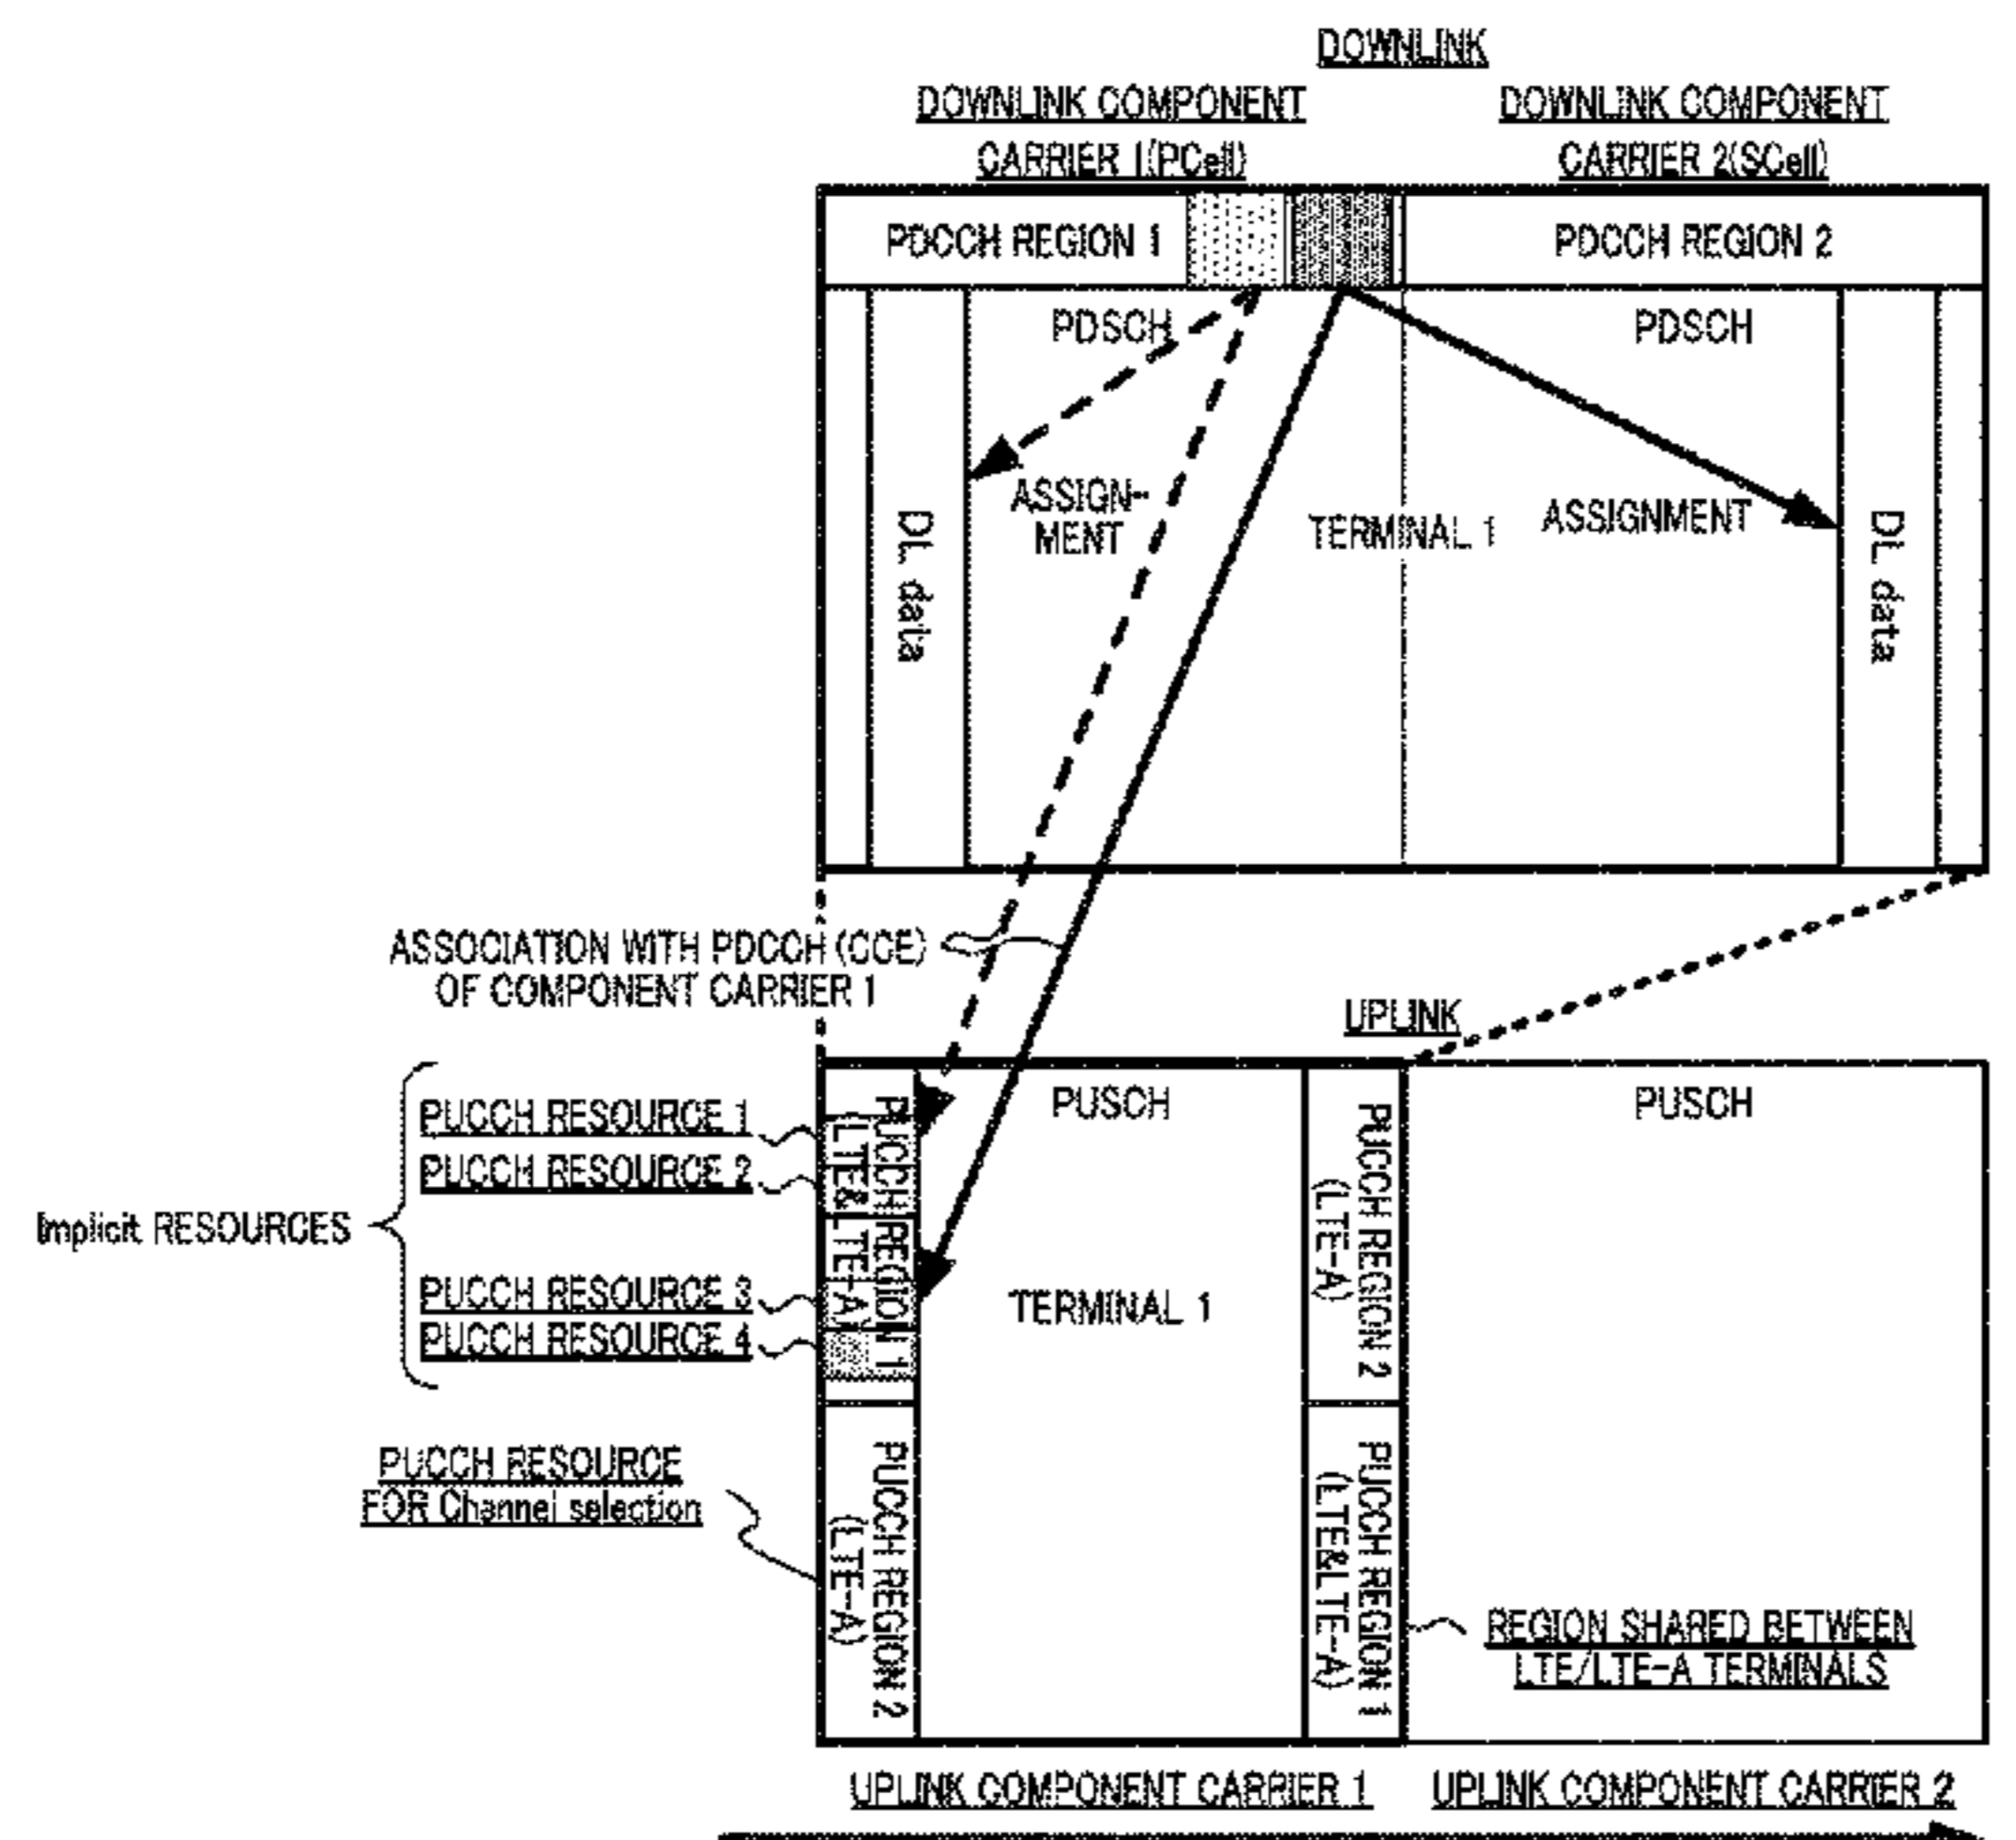 DOWNLINK
DOWNLINK COMPONENT
CARRIER 1(PCell)
DOWNLINK COMPONENT
CARRIER 2(SCell)
PDCCH REGION 1
PDCCH REGION 2
PDSCH
PDSCH
ASSIGN-
MENT
TERMINAL 1
ASSIGNMENT
DL data
DL data
ASSOCIATION WITH PDCCH (CCE)
OF COMPONENT CARRIER 1
UPLINK
PUSCH
PUSCH
PUCCH RESOURCE 1
PUCCH RESOURCE 2
Implicit RESOURCES
PUCCH RESOURCE 3
PUCCH RESOURCE 4
PUCCH REGION 1
(LTE&LTE-A)
TERMINAL 1
PUCCH REGION 2
(LTE-A)
PUCCH RESOURCE
FOR Channel selection
PUCCH REGION 2
(LTE-A)
PUCCH REGION 1
(LTE&LTE-A)
REGION SHARED BETWEEN
LTE/LTE-A TERMINALS
UPLINK COMPONENT CARRIER 1
UPLINK COMPONENT CARRIER 2